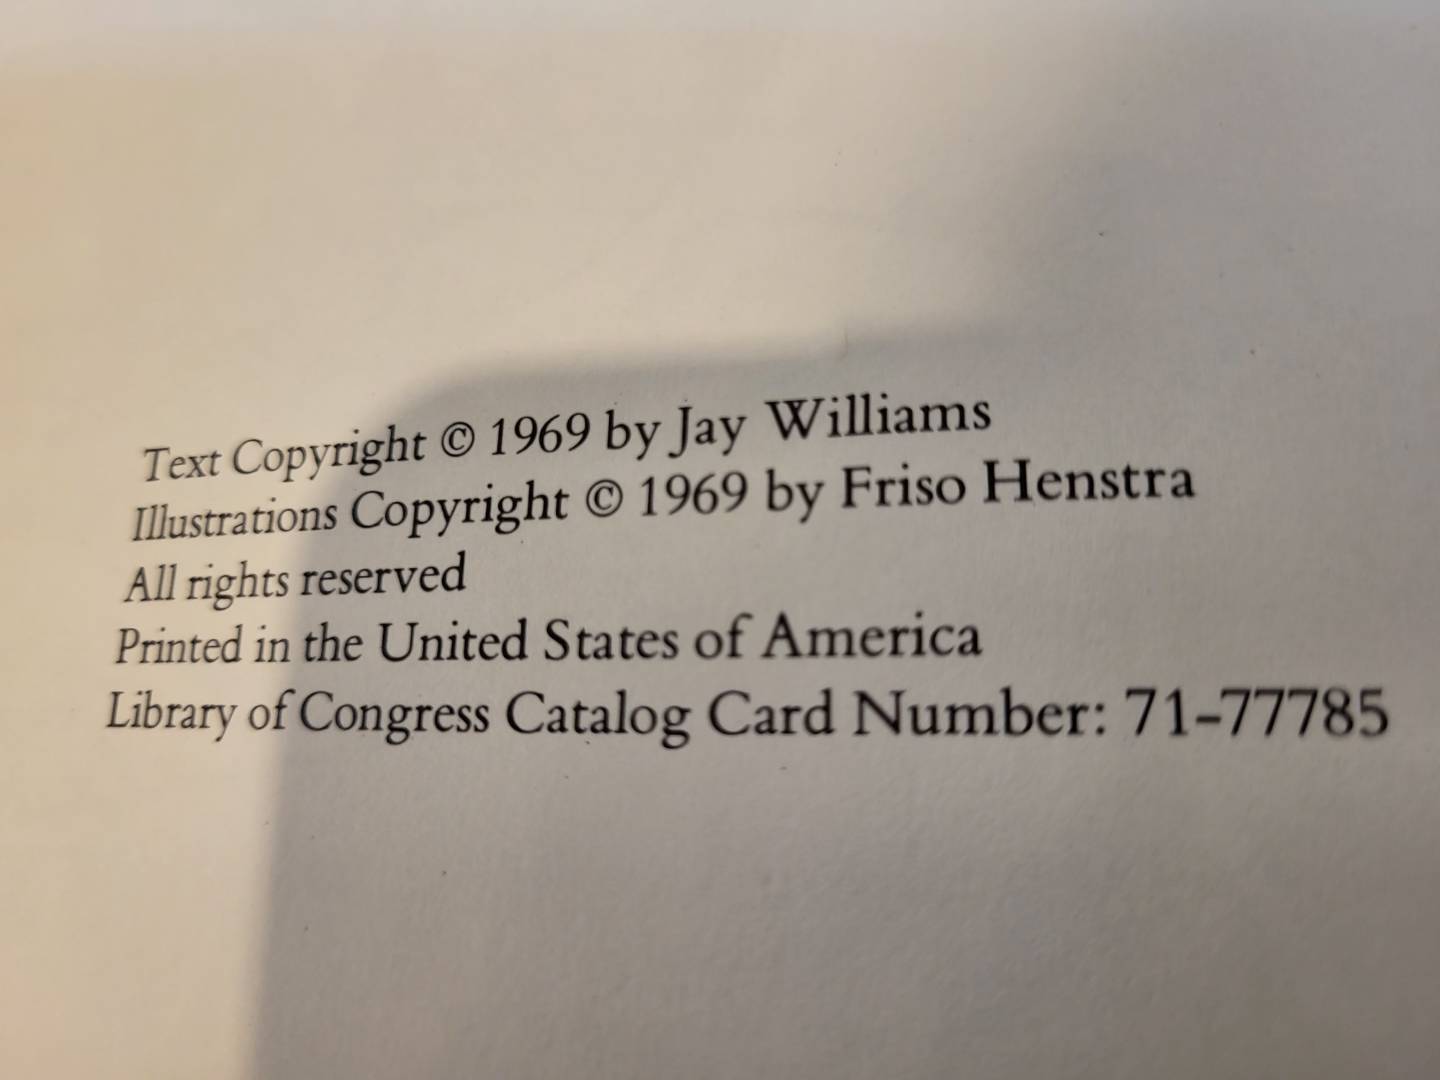 Text Copyright © 1969 by Jay Williams
Illustrations Copyright © 1969 by Friso Henstra
All rights reserved
Printed in the United States of America
Library of Congress Catalog Card Number: 71-77785